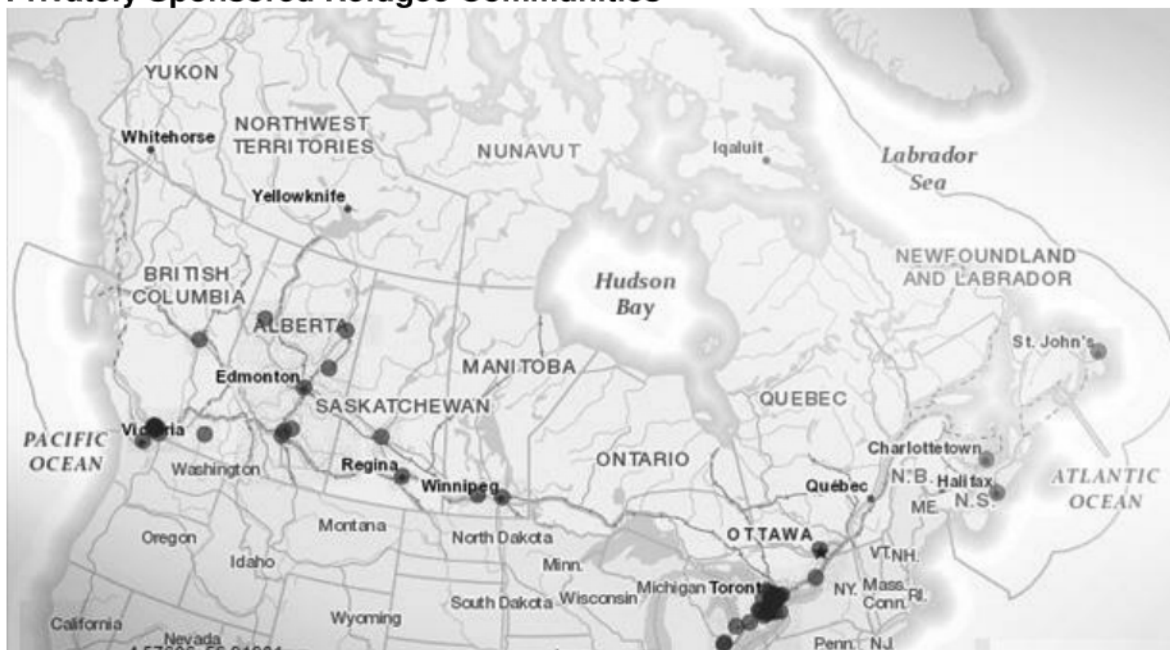 Privately Sponsored Refugee Communities
YUKON
Whitehorse
NORTHWEST
TERRITORIES
NUNAVUT
Iqaluit
Labrador
Sea
Yellowknife
BRITISH
COLUMBIA
Hudson
Bay
NEWFOUNDLAND
AND LABRADOR
ALBERTA
St. John's
Edmonton
MANITOBA
SASKATCHEWAN
QUEBEC
PACIFIC
OCEAN
Victoria
Washington
Regina
Winnipeg
ONTARIO
Charlottetown
Québec
N.B.
Halifax
N.S.
ME.
ATLANTIC
OCEAN
Oregon
Idaho
Montana
North Dakota
Minn.
OTTAWA
VT.
NH.
South Dakota
Wisconsin
Michigan
Toront
NY.
Mass.
Conn.
RI.
California
Nevada
Wyoming
Penn.
NJ.